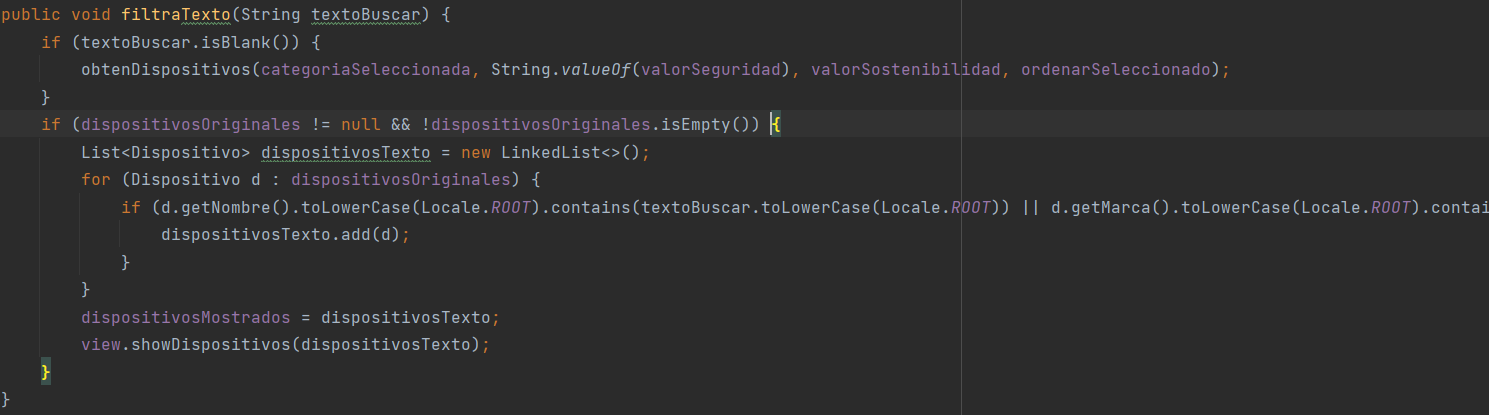 public void filtraTexto(String textoBuscar) {
    if (textoBuscar.isBlank()) {
        obtenDispositivos(categoriaSeleccionada, String.valueOf(valorSeguridad), valorSostenibilidad, ordenarSeleccionado);
    }
    if (dispositivosOriginales != null && !dispositivosOriginales.isEmpty()) {
        List<Dispositivo> dispositivosTexto = new LinkedList<>();
        for (Dispositivo d : dispositivosOriginales) {
            if (d.getNombre().toLowerCase(Locale.ROOT).contains(textoBuscar.toLowerCase(Locale.ROOT)) || d.getMarca().toLowerCase(Locale.ROOT).contai
                dispositivosTexto.add(d);
            }
        }
        dispositivosMostrados = dispositivosTexto;
        view.showDispositivos(dispositivosTexto);
    }
}